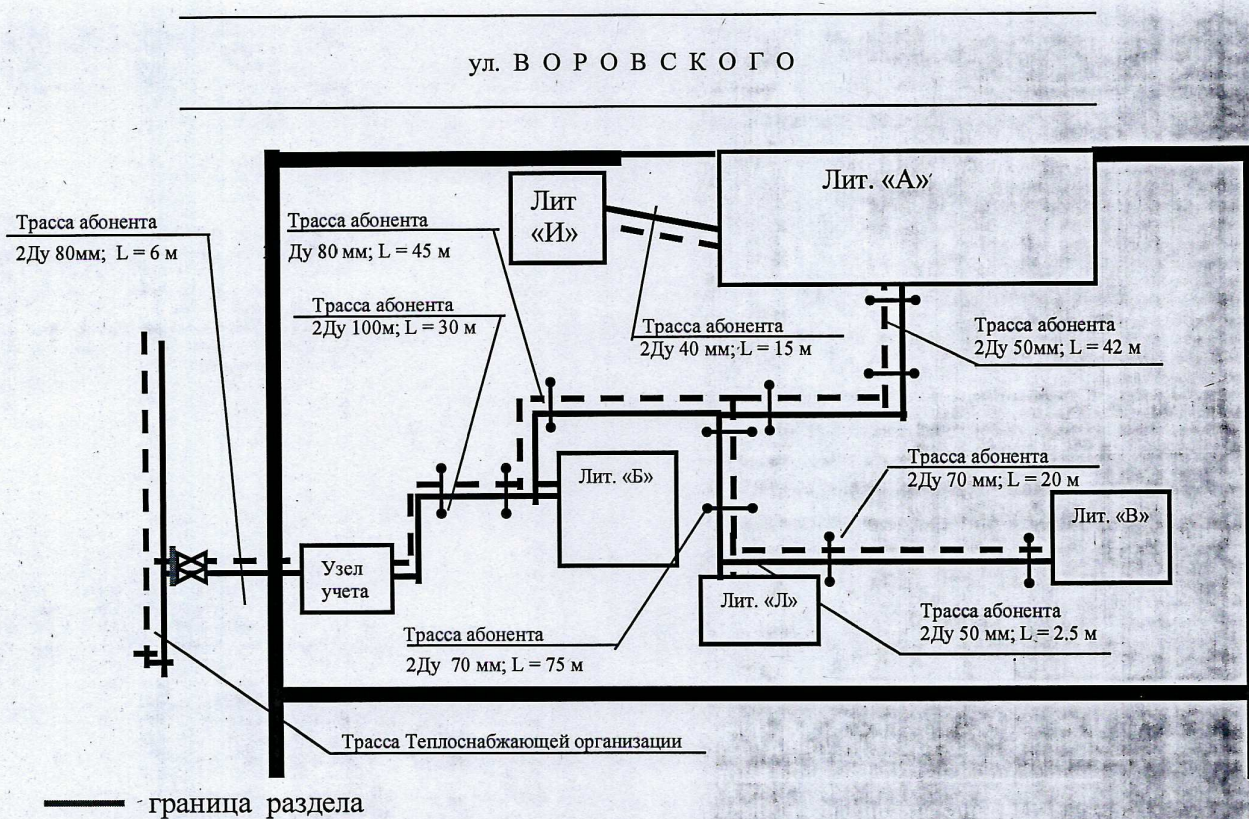 ул. В О Р О В С К О Г О
Лит. «А»
Лит
«И»
Трасса абонента
2Ду 80мм; L = 6 м
Трасса абонента
Ду 80 мм; L = 45 м
Трасса абонента
2Ду 100м; L = 30 м
Трасса абонента
2Ду 40 мм; L = 15 м
Трасса абонента
2Ду 50мм; L = 42 м
Лит. «Б»
Трасса абонента
2Ду 70 мм; L = 20 м
Лит. «В»
Узел
учета
Лит. «Л»
Трасса абонента
2Ду 70 мм; L = 75 м
Трасса абонента
2Ду 50 мм; L = 2.5 м
Трасса Теплоснабжающей организации
граница раздела